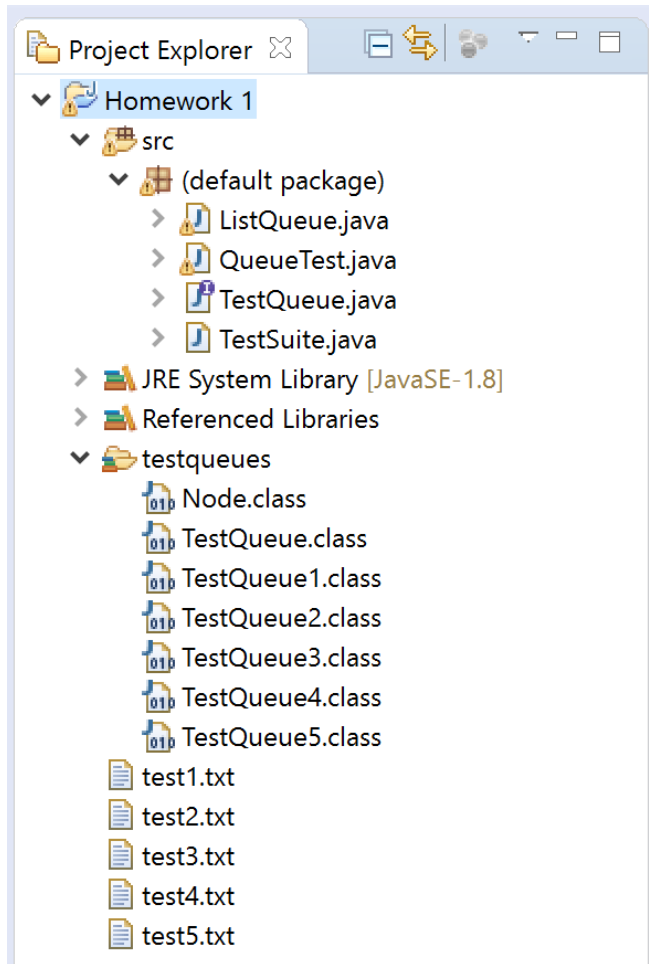 Project Explorer
Homework 1
src
(default package)
ListQueue.java
QueueTest.java
TestQueue.java
TestSuite.java
JRE System Library [JavaSE-1.8]
Referenced Libraries
testqueues
Node.class
TestQueue.class
TestQueue1.class
TestQueue2.class
TestQueue3.class
TestQueue4.class
TestQueue5.class
test1.txt
test2.txt
test3.txt
test4.txt
test5.txt